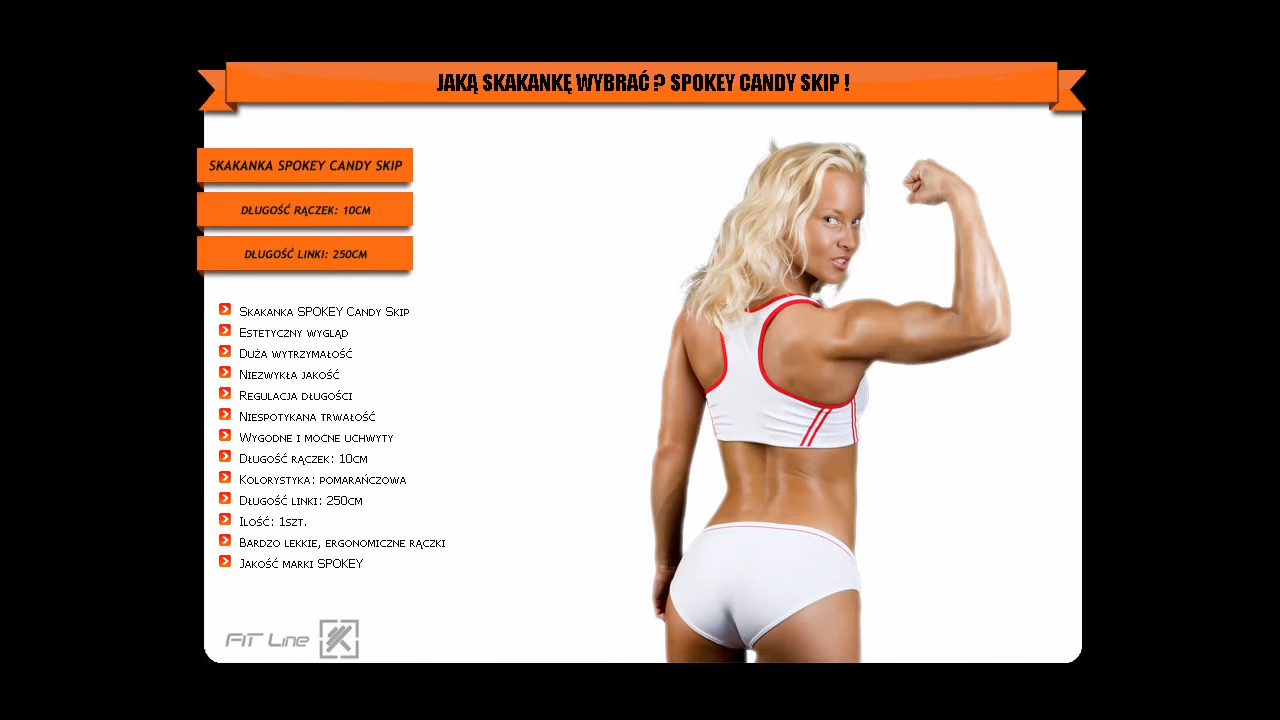 JAKĄ SKAKANKĘ WYBRAĆ ? SPOKEY CANDY SKIP !
SKAKANKA SPOKEY CANDY SKIP
DŁUGOŚĆ RĄCZEK: 10CM
DŁUGOŚĆ LINKI: 250CM
Skakanka SPOKEY Candy Skip
Estetyczny wygląd
Duża wytrzymałość
Niezwykła jakość
Regulacja długości
Niespotykana trwałość
Wygodne i mocne uchwyty
Długość rączek: 10cm
Kolorystyka: pomarańczowa
Długość linki: 250cm
Ilość: 1szt.
Bardzo lekkie, ergonomiczne rączki
Jakość marki SPOKEY
FIT Line